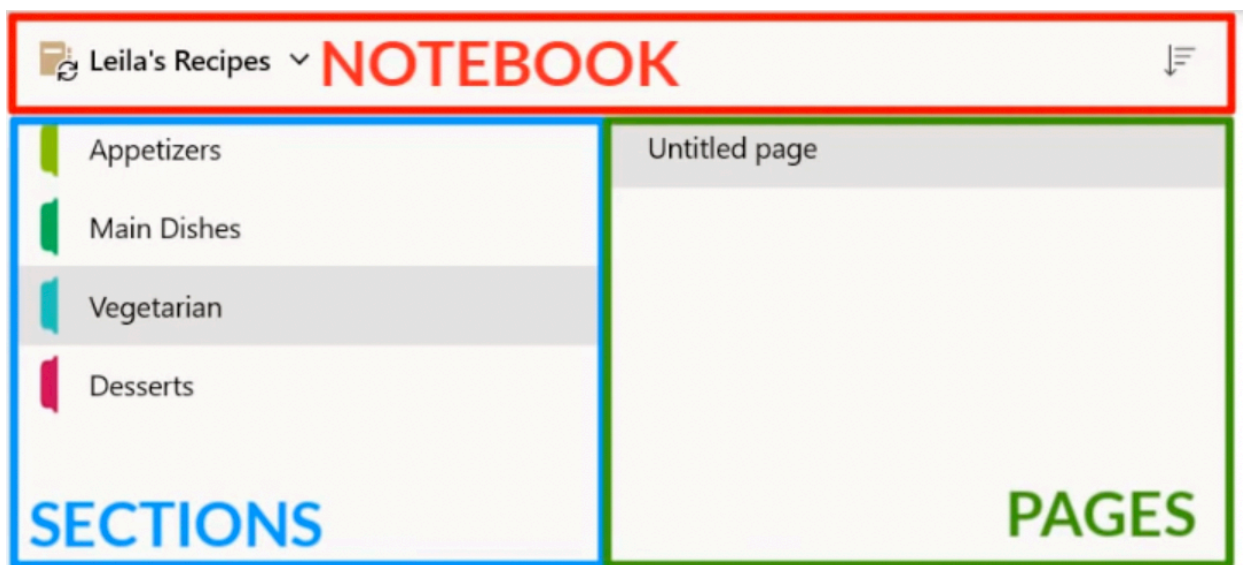 Leila's Recipes NOTEBOOK
Appetizers
Main Dishes
Vegetarian
Desserts
SECTIONS
Untitled page
PAGES